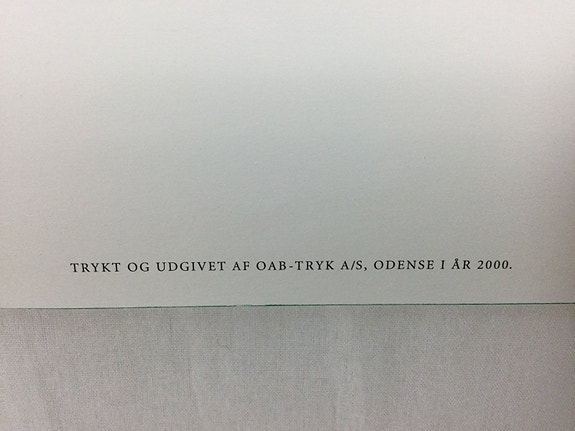 TRYKT OG UDGIVET AF OAB-TRYK A/S, ODENSE I ÅR 2000.